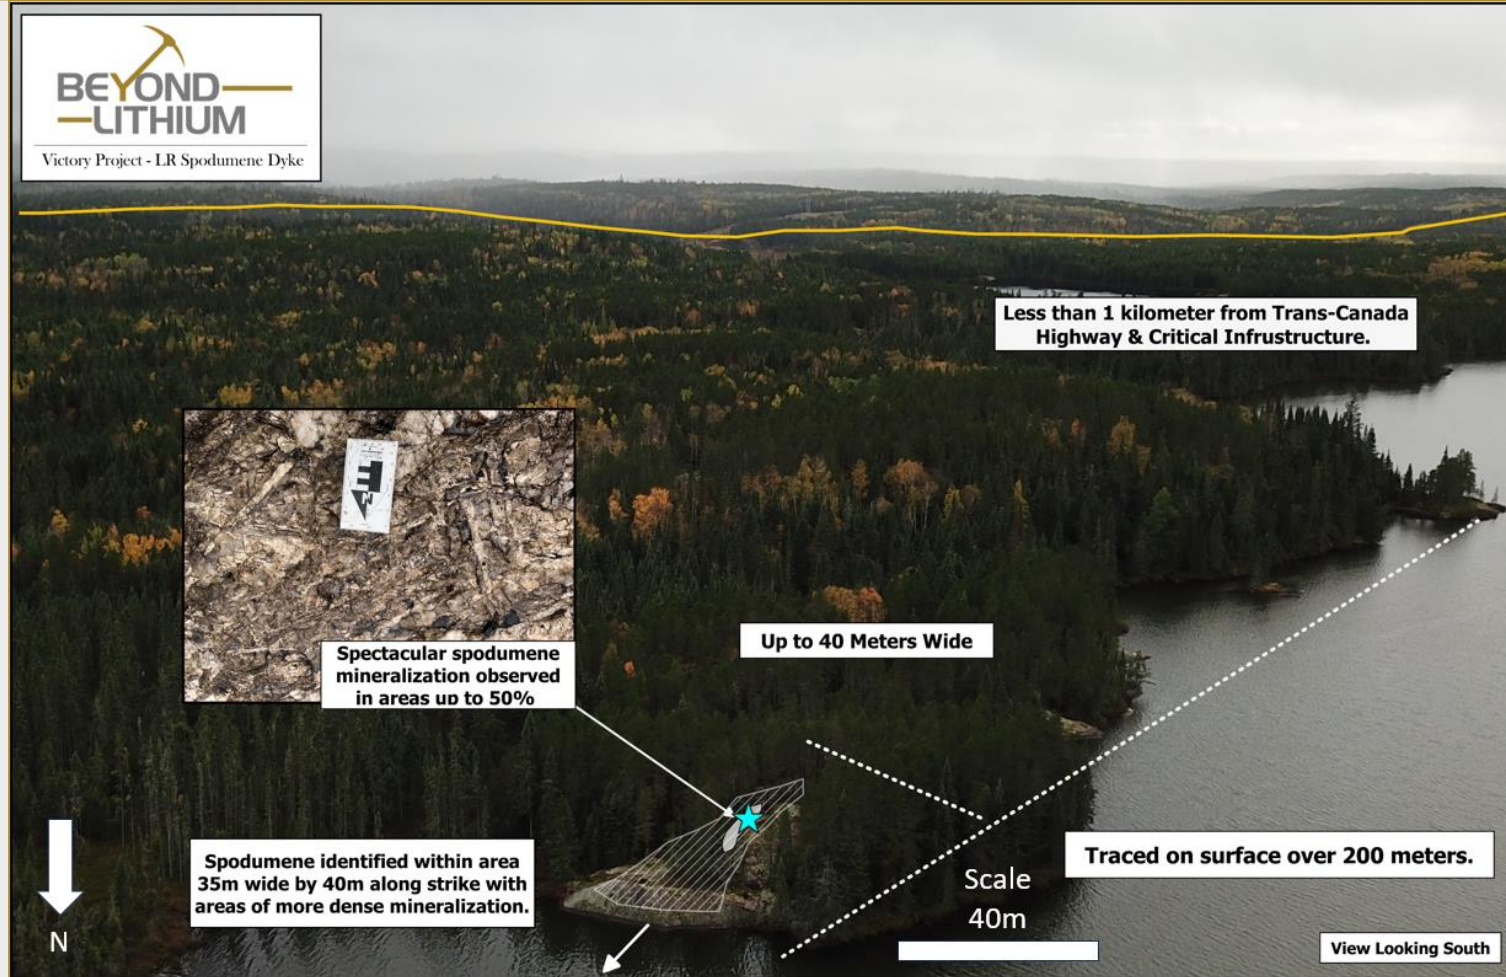 BEYOND
LITHIUM
Victory Project - LR Spodumene Dyke
Less than 1 kilometer from Trans-Canada
Highway & Critical Infrustructure.
Spectacular spodumene
mineralization observed
in areas up to 50%
Up to 40 Meters Wide
Spodumene identified within area
35m wide by 40m along strike with
areas of more dense mineralization.
Traced on surface over 200 meters.
Scale
40m
N
View Looking South